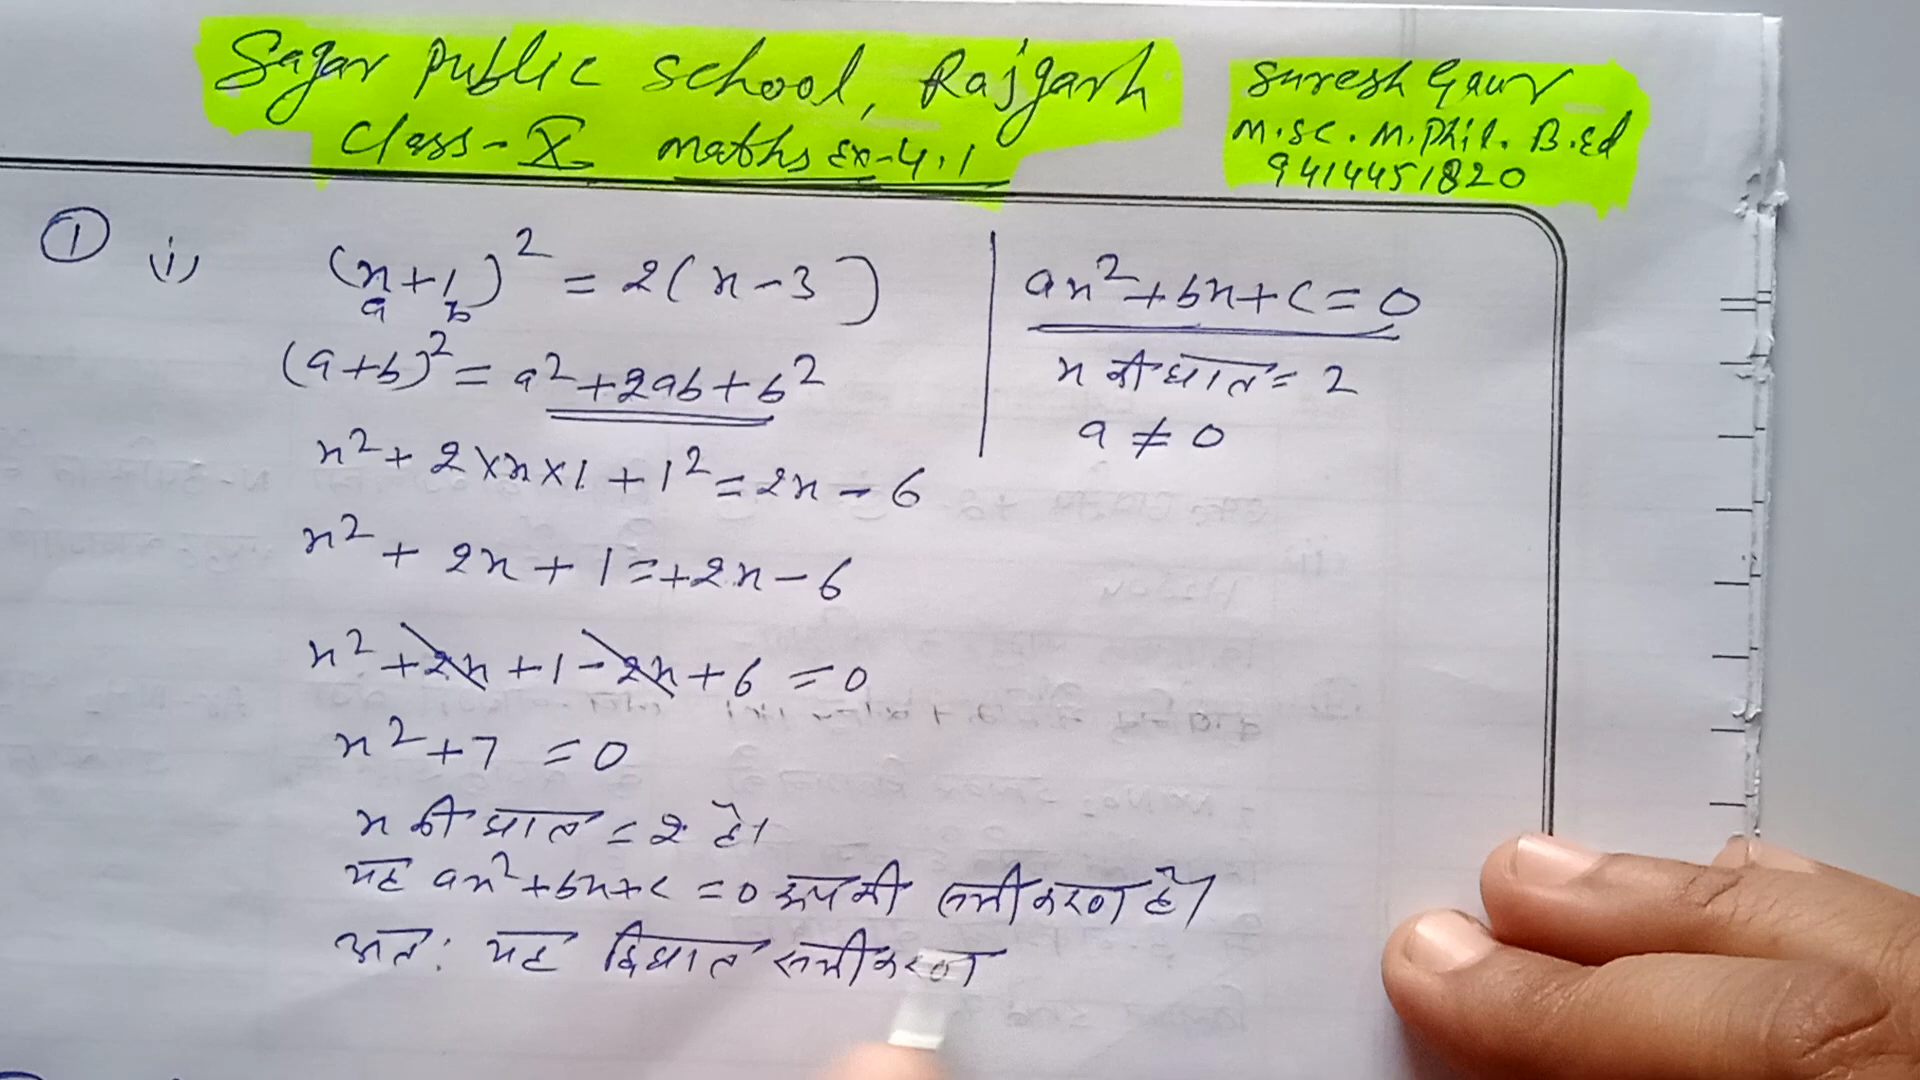 Sagar Public School, Rajgarh
Class-X maths Ex-4.1
Suresh Gaur
M.Sc. M.Phil. B.Ed
9414451820
① (i) (x+1)² = 2(x-3)
a b
(a+b)² = a²+2ab+b²
x²+2×x×1+1² = 2x-6
x²+2x+1=+2x-6
x²+2x+1-2x+6=0
x²+7=0
x की घात = 2 है।
यह ax²+bx+c=0 रूप की समीकरण है।
अतः यह द्विघात समीकरण
ax²+bx+c=0
x की घात = 2
a≠0